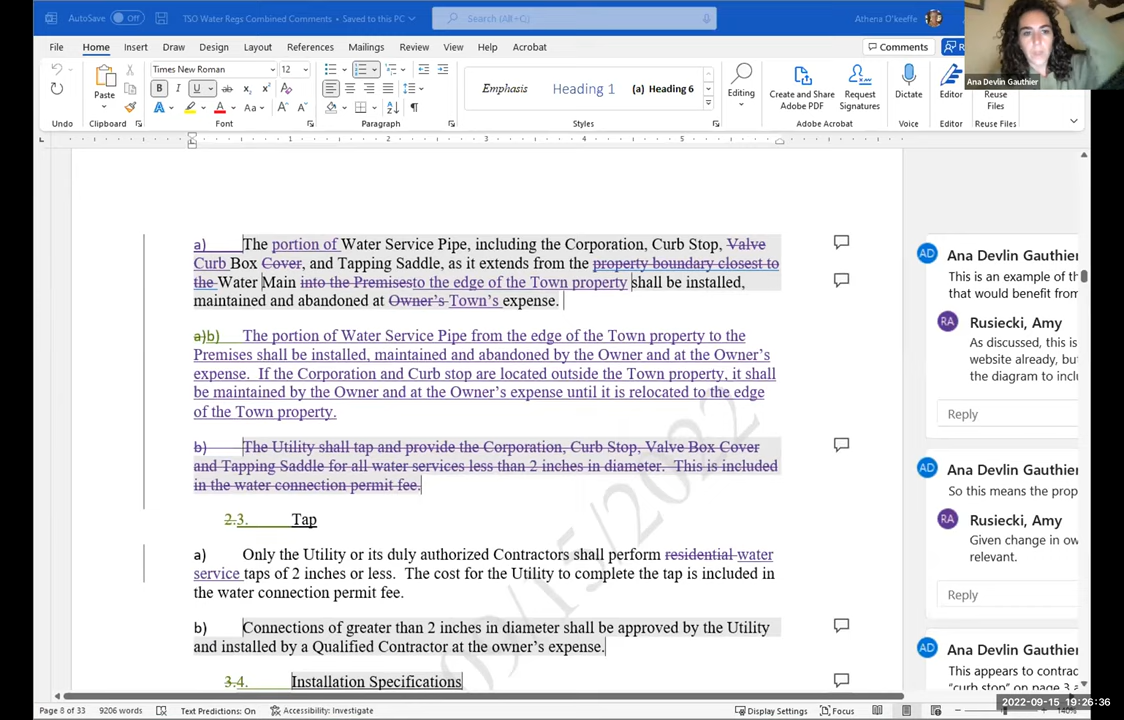 AutoSave Off TSO Water Regs Combined Comments • Saved to this PC Search (Alt+Q) Athena O'keeffe
File Home Insert Draw Design Layout References Mailings Review View Help Acrobat Comments
Ana Devlin Gauthier
Times New Roman 12
Paste
Emphasis Heading 1 (a) Heading 6
Editing Create and Share Adobe PDF Request Signatures Dictate Editor Reuse Files
Undo Clipboard Font Paragraph Styles Adobe Acrobat Voice Editor Reuse Files
1 2 3 4 5
a) The portion of Water Service Pipe, including the Corporation, Curb Stop, Valve
Curb Box Cover, and Tapping Saddle, as it extends from the property boundary closest to
the Water Main into the Premisesto the edge of the Town property shall be installed,
maintained and abandoned at Owner's Town's expense.
a)b) The portion of Water Service Pipe from the edge of the Town property to the
Premises shall be installed, maintained and abandoned by the Owner and at the Owner's
expense. If the Corporation and Curb stop are located outside the Town property, it shall
be maintained by the Owner and at the Owner's expense until it is relocated to the edge
of the Town property.
b) The Utility shall tap and provide the Corporation, Curb Stop, Valve Box Cover
and Tapping Saddle for all water services less than 2 inches in diameter. This is included
in the water connection permit fee.
2.3. Tap
a) Only the Utility or its duly authorized Contractors shall perform residential water
service taps of 2 inches or less. The cost for the Utility to complete the tap is included in
the water connection permit fee.
b) Connections of greater than 2 inches in diameter shall be approved by the Utility
and installed by a Qualified Contractor at the owner's expense.
3.4. Installation Specifications
AD Ana Devlin Gauthier
This is an example of th
that would benefit from
RA Rusiecki, Amy
As discussed, this is
website already, but
the diagram to inclu
Reply
AD Ana Devlin Gauthier
So this means the prop
RA Rusiecki, Amy
Given change in ow
relevant.
Reply
AD Ana Devlin Gauthier
This appears to contrac
"curb stop" on page 3 a
Page 8 of 33 9206 words Text Predictions: On Accessibility: Investigate Display Settings Focus 140%
2022-09-15 19:26:36